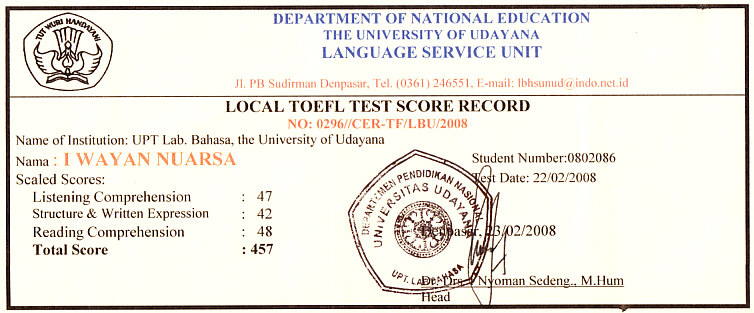 TUT WURI HANDAYANI
DEPARTMENT OF NATIONAL EDUCATION
THE UNIVERSITY OF UDAYANA
LANGUAGE SERVICE UNIT
Jl. PB Sudirman Denpasar, Tel. (0361) 246551, E-mail: lbhsunud@indo.net.id
LOCAL TOEFL TEST SCORE RECORD
NO: 0296//CER-TF/LBU/2008
Name of Institution: UPT Lab. Bahasa, the University of Udayana
Nama : I WAYAN NUARSA
Student Number:0802086
Scaled Scores:
Test Date: 22/02/2008
Listening Comprehension : 47
Structure & Written Expression : 42
Reading Comprehension : 48
Total Score : 457
DEPARTEMEN PENDIDIKAN NASIONAL
UNIVERSITAS UDAYANA
UPT. LAB BAHASA
Denpasar, 23/02/2008
Dr. Drs. Nyoman Sedeng., M.Hum
Head